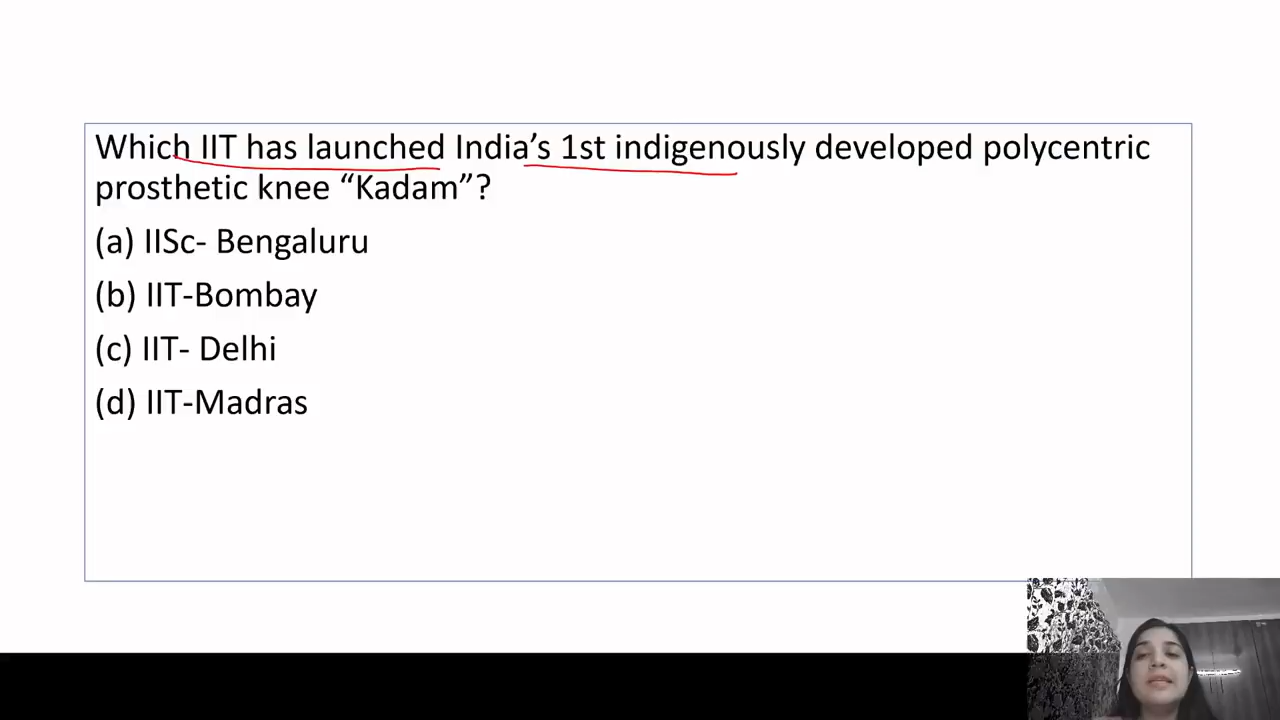 Which IIT has launched India’s 1st indigenously developed polycentric
prosthetic knee “Kadam”?
(a) IISc- Bengaluru
(b) IIT-Bombay
(c) IIT- Delhi
(d) IIT-Madras